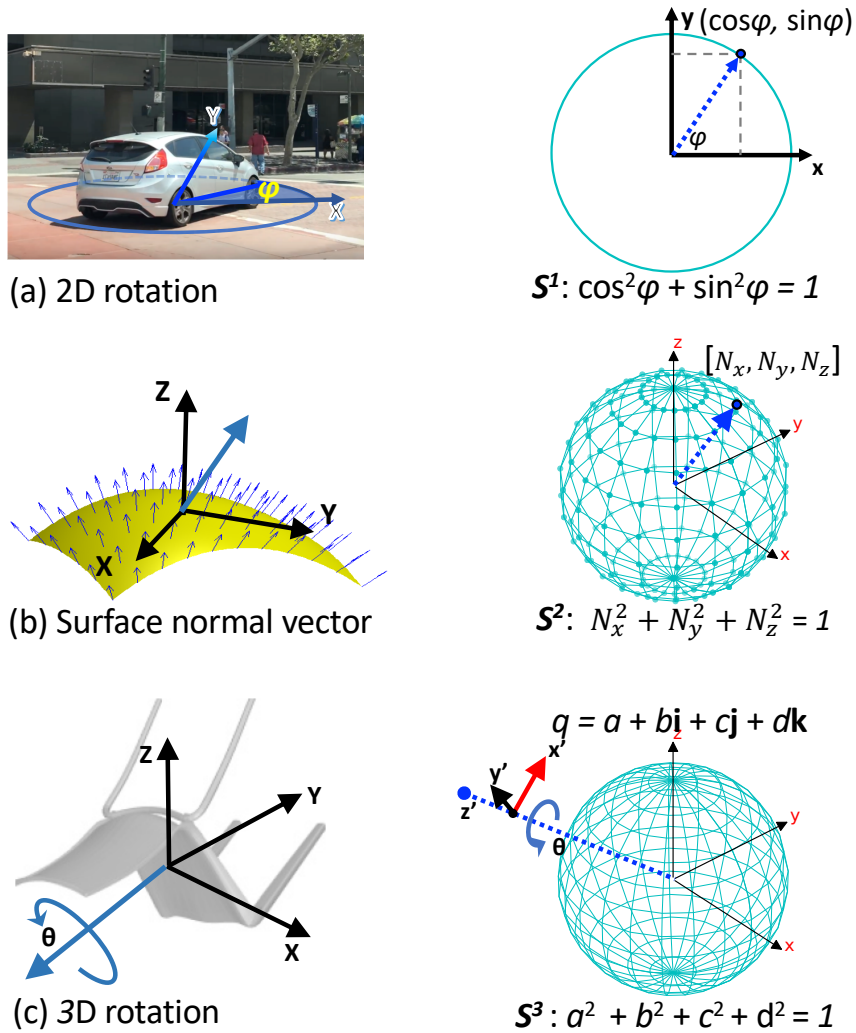 y (cosφ, sinφ)
Y
φ
X
φ
x
(a) 2D rotation
S¹: cos²φ + sin²φ = 1
Z
Y
X
z
[Nx, Ny, Nz]
y
x
(b) Surface normal vector
S²: Nx² + Ny² + Nz² = 1
Z
Y
X
θ
q = a + bi + cj + dk
z
x'
y'
z'
θ
y
x
(c) 3D rotation
S³ : a² + b² + c² + d² = 1